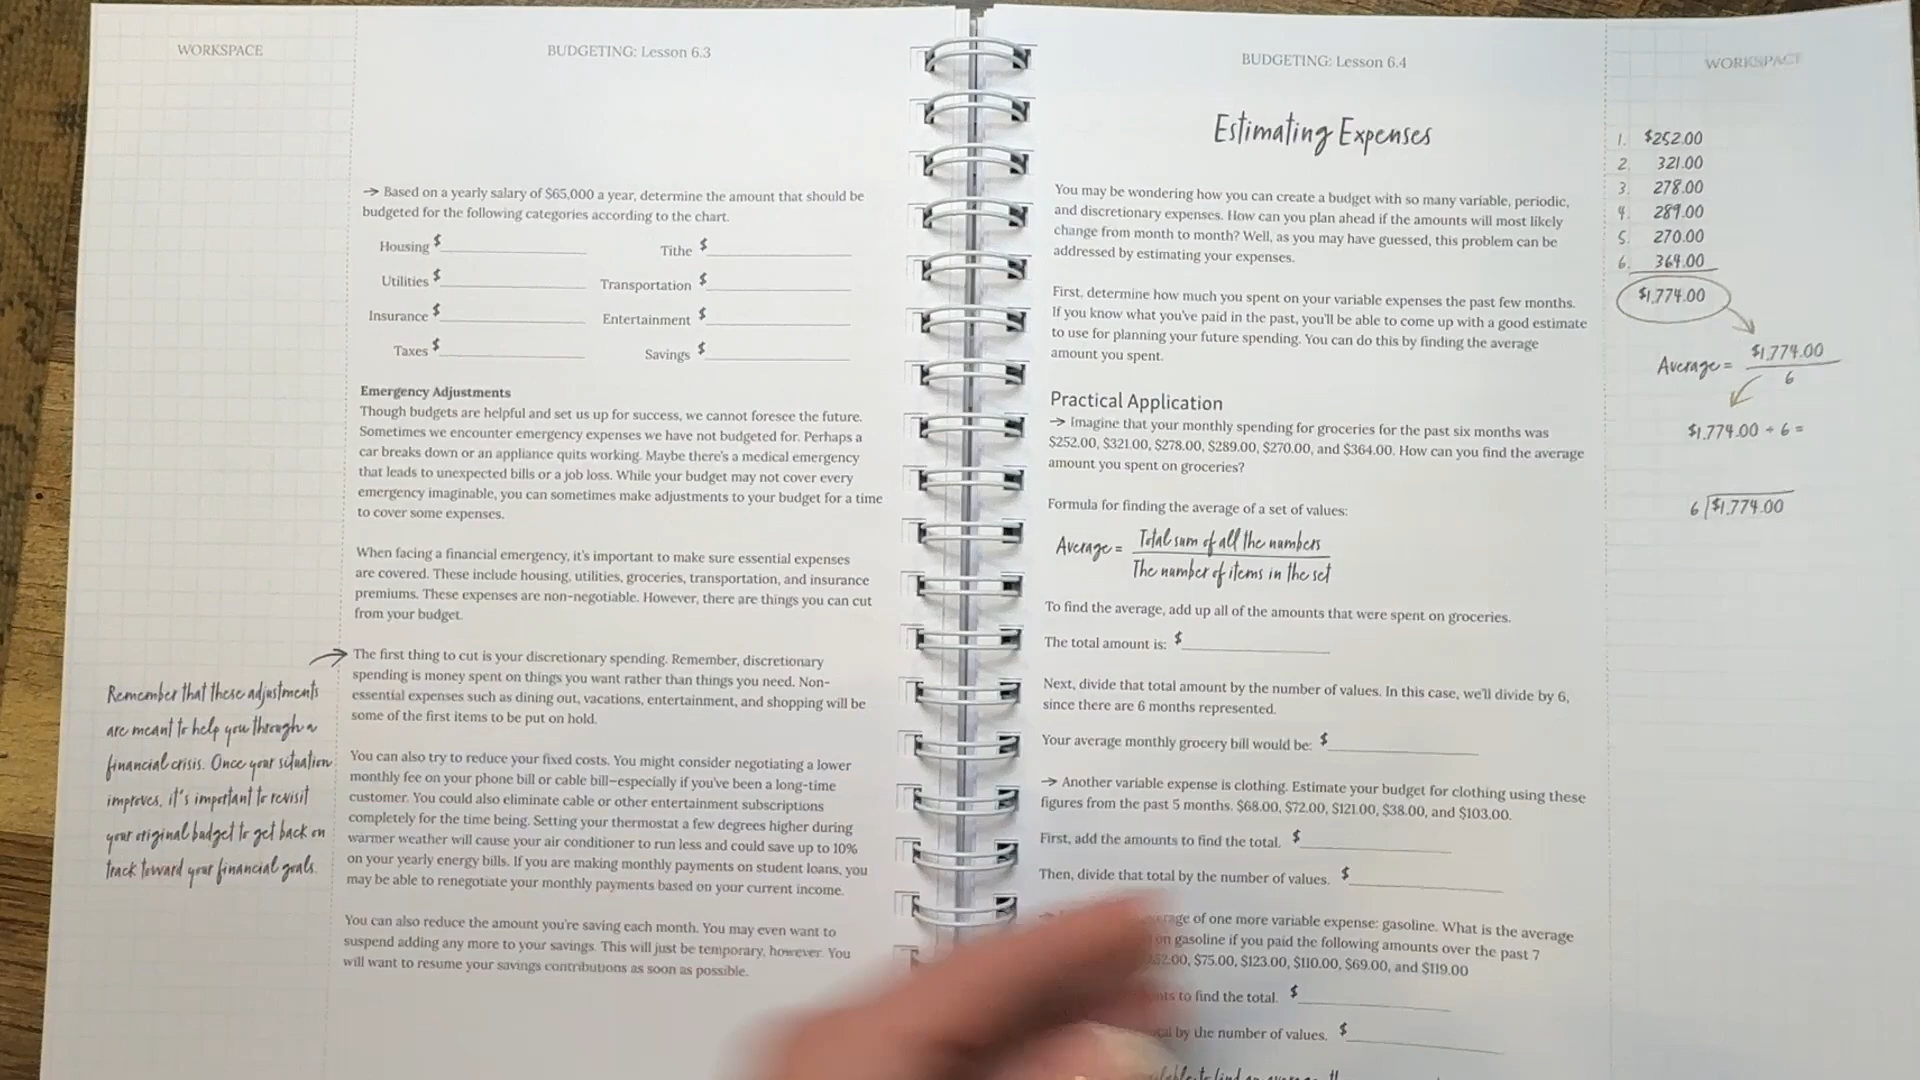 WORKSPACE
BUDGETING: Lesson 6.3
→ Based on a yearly salary of $65,000 a year, determine the amount that should be
budgeted for the following categories according to the chart.
Housing $ Tithe $
Utilities $ Transportation $
Insurance $ Entertainment $
Taxes $ Savings $
Emergency Adjustments
Though budgets are helpful and set us up for success, we cannot foresee the future.
Sometimes we encounter emergency expenses we have not budgeted for. Perhaps a
car breaks down or an appliance quits working. Maybe there's a medical emergency
that leads to unexpected bills or a job loss. While your budget may not cover every
emergency imaginable, you can sometimes make adjustments to your budget for a time
to cover some expenses.
When facing a financial emergency, it's important to make sure essential expenses
are covered. These include housing, utilities, groceries, transportation, and insurance
premiums. These expenses are non-negotiable. However, there are things you can cut
from your budget.
The first thing to cut is your discretionary spending. Remember, discretionary
spending is money spent on things you want rather than things you need. Non-
essential expenses such as dining out, vacations, entertainment, and shopping will be
some of the first items to be put on hold.
Remember that these adjustments
are meant to help you through a
financial crisis. Once your situation
improves, it's important to revisit
your original budget to get back on
track toward your financial goals.
You can also try to reduce your fixed costs. You might consider negotiating a lower
monthly fee on your phone bill or cable bill—especially if you've been a long-time
customer. You could also eliminate cable or other entertainment subscriptions
completely for the time being. Setting your thermostat a few degrees higher during
warmer weather will cause your air conditioner to run less and could save up to 10%
on your yearly energy bills. If you are making monthly payments on student loans, you
may be able to renegotiate your monthly payments based on your current income.
You can also reduce the amount you're saving each month. You may even want to
suspend adding any more to your savings. This will just be temporary, however. You
will want to resume your savings contributions as soon as possible.
BUDGETING: Lesson 6.4
WORKSPACE
Estimating Expenses
You may be wondering how you can create a budget with so many variable, periodic,
and discretionary expenses. How can you plan ahead if the amounts will most likely
change from month to month? Well, as you may have guessed, this problem can be
addressed by estimating your expenses.
First, determine how much you spent on your variable expenses the past few months.
If you know what you've paid in the past, you'll be able to come up with a good estimate
to use for planning your future spending. You can do this by finding the average
amount you spent.
Practical Application
→ Imagine that your monthly spending for groceries for the past six months was
$252.00, $321.00, $278.00, $289.00, $270.00, and $364.00. How can you find the average
amount you spent on groceries?
Formula for finding the average of a set of values:
Average = Total sum of all the numbers
The number of items in the set
To find the average, add up all of the amounts that were spent on groceries.
The total amount is: $
Next, divide that total amount by the number of values. In this case, we'll divide by 6,
since there are 6 months represented.
Your average monthly grocery bill would be: $
→ Another variable expense is clothing. Estimate your budget for clothing using these
figures from the past 5 months. $68.00, $72.00, $121.00, $38.00, and $103.00.
First, add the amounts to find the total. $
Then, divide that total by the number of values. $
of one more variable expense: gasoline. What is the average
on gasoline if you paid the following amounts over the past 7
$75.00, $123.00, $110.00, $69.00, and $119.00
to find the total. $
by the number of values. $
1. $252.00
2. 321.00
3. 278.00
4. 289.00
5. 270.00
6. 364.00
$1,774.00
Average = $1,774.00
6
$1,774.00 ÷ 6 =
6 $1,774.00